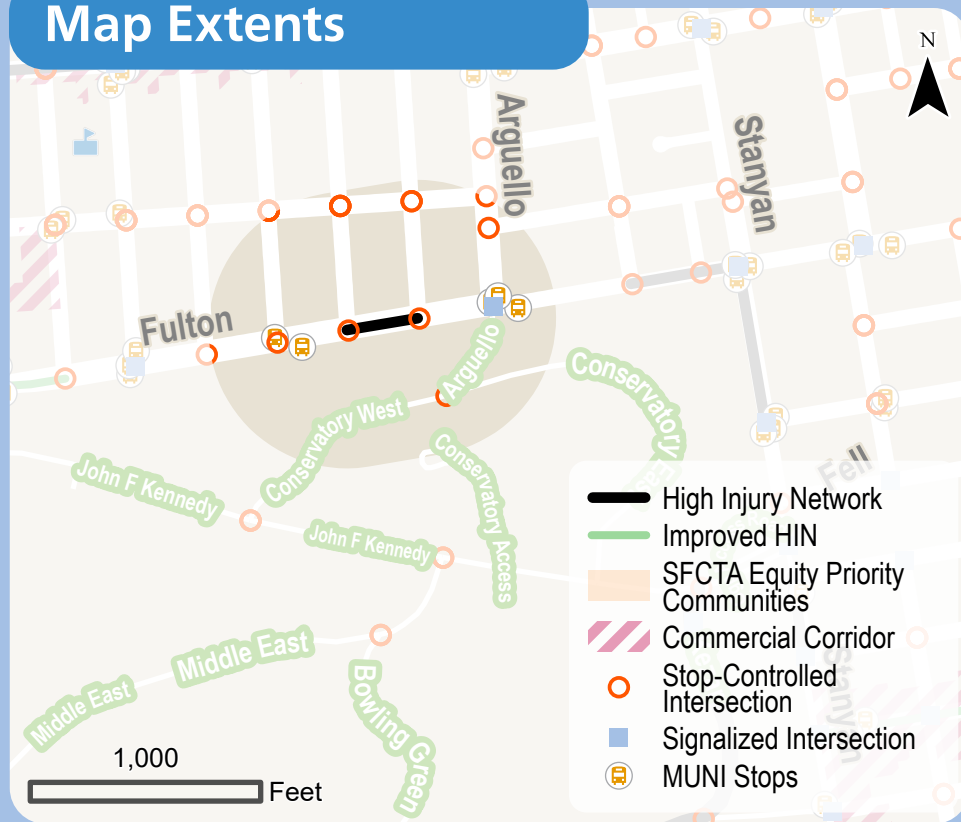 Map Extents
N
Arguello
Stanyan
Fulton
Arguello
Conservatory East
Conservatory West
John F Kennedy
Conservatory Access
John F Kennedy
Fell
Middle East
Middle East
Bowling Green
Stanyan
High Injury Network
Improved HIN
SFCTA Equity Priority
Communities
Commercial Corridor
Stop-Controlled
Intersection
Signalized Intersection
MUNI Stops
1,000
Feet